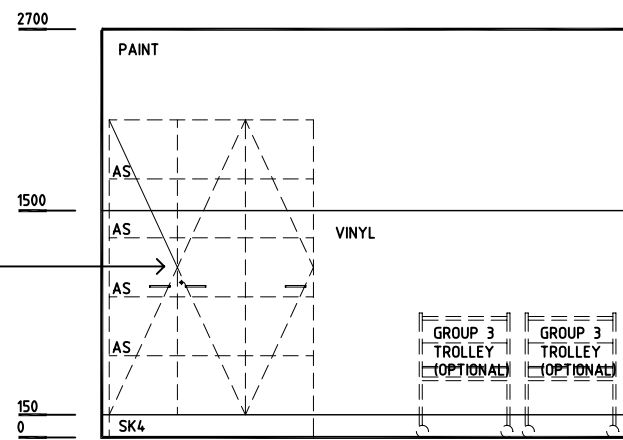 2700
PAINT
AS
1500
AS
VINYL
AS
GROUP 3
TROLLEY
(OPTIONAL)
GROUP 3
TROLLEY
(OPTIONAL)
AS
150
0
SK4